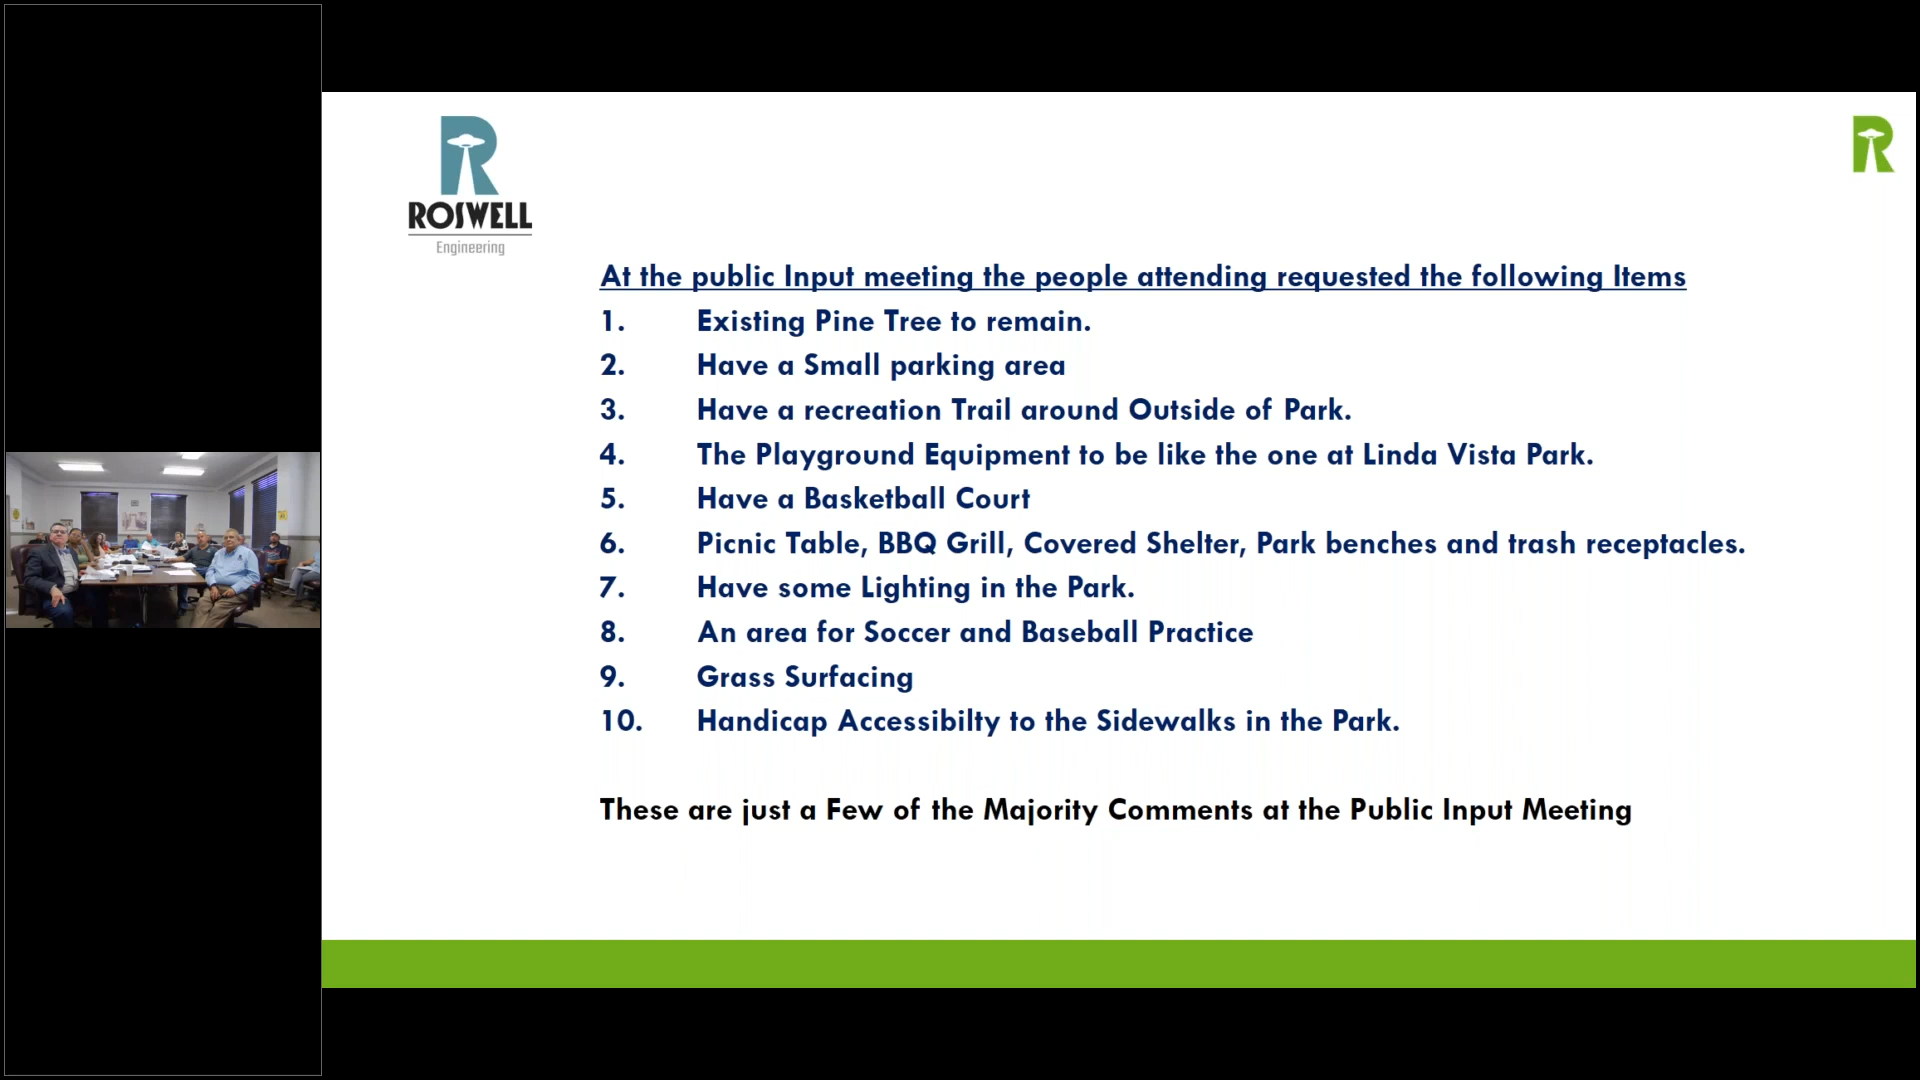 ROSWELL
Engineering
At the public Input meeting the people attending requested the following Items
1. Existing Pine Tree to remain.
2. Have a Small parking area
3. Have a recreation Trail around Outside of Park.
4. The Playground Equipment to be like the one at Linda Vista Park.
5. Have a Basketball Court
6. Picnic Table, BBQ Grill, Covered Shelter, Park benches and trash receptacles.
7. Have some Lighting in the Park.
8. An area for Soccer and Baseball Practice
9. Grass Surfacing
10. Handicap Accessibilty to the Sidewalks in the Park.
These are just a Few of the Majority Comments at the Public Input Meeting